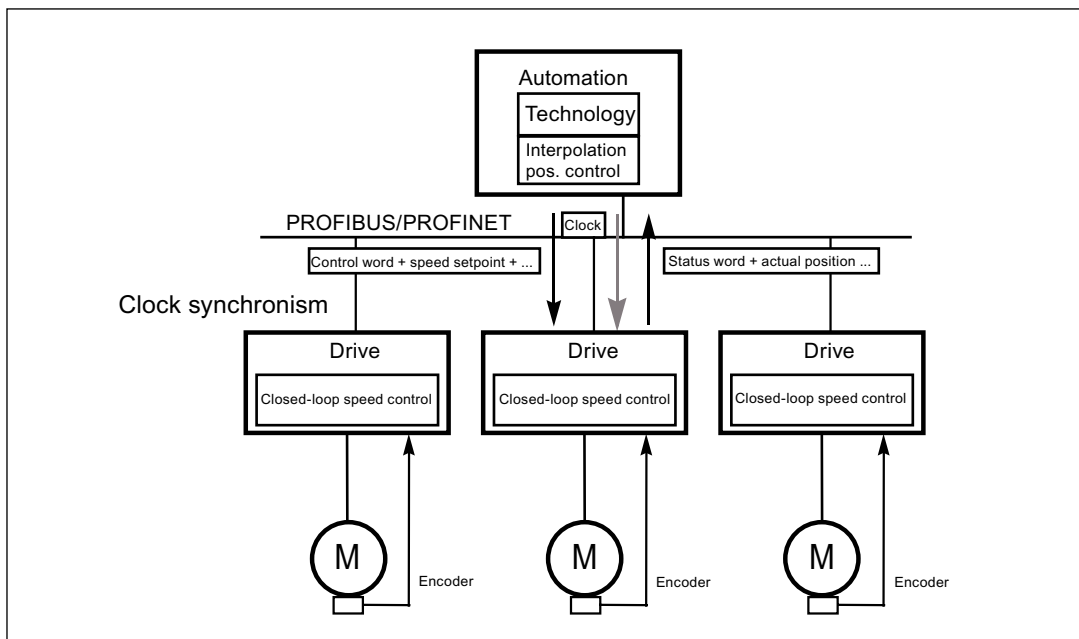 Automation
Technology
Interpolation
pos. control
PROFIBUS/PROFINET
Clock
Control word + speed setpoint + ...
Status word + actual position ...
Clock synchronism
Drive
Drive
Drive
Closed-loop speed control
Closed-loop speed control
Closed-loop speed control
M
M
M
Encoder
Encoder
Encoder